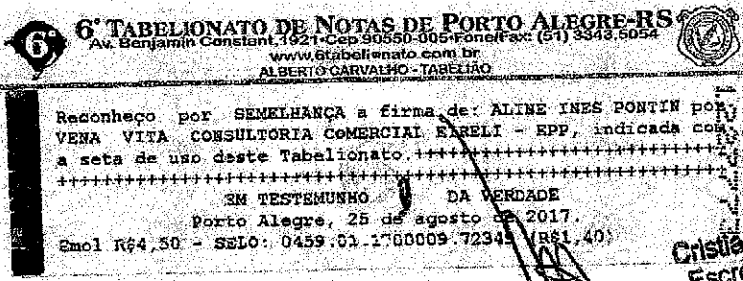 6º TABELIONATO DE NOTAS DE PORTO ALEGRE-RS
Av. Benjamin Constant, 1921-Cep 90550-005-Fone/Fax: (51) 3343.5054
www.6tabelionato.com.br
ALBERTO CARVALHO - TABELIÃO
6º
Reconheço por SEMELHANÇA a firma de: ALINE INES PONTIN por
VENA VITA CONSULTORIA COMERCIAL EIRELI - EPP, indicada com
a seta de uso deste Tabelionato.++++++++++++++++++++++++++++
++++++++++++++++++++++++++++++++++++++++++++++++++++++++++
EM TESTEMUNHO DA VERDADE
Porto Alegre, 25 de agosto de 2017.
Emol R$4,50 - SELO: 0459.01.1700009.72345 (R$1,40)
Cristia
Escre